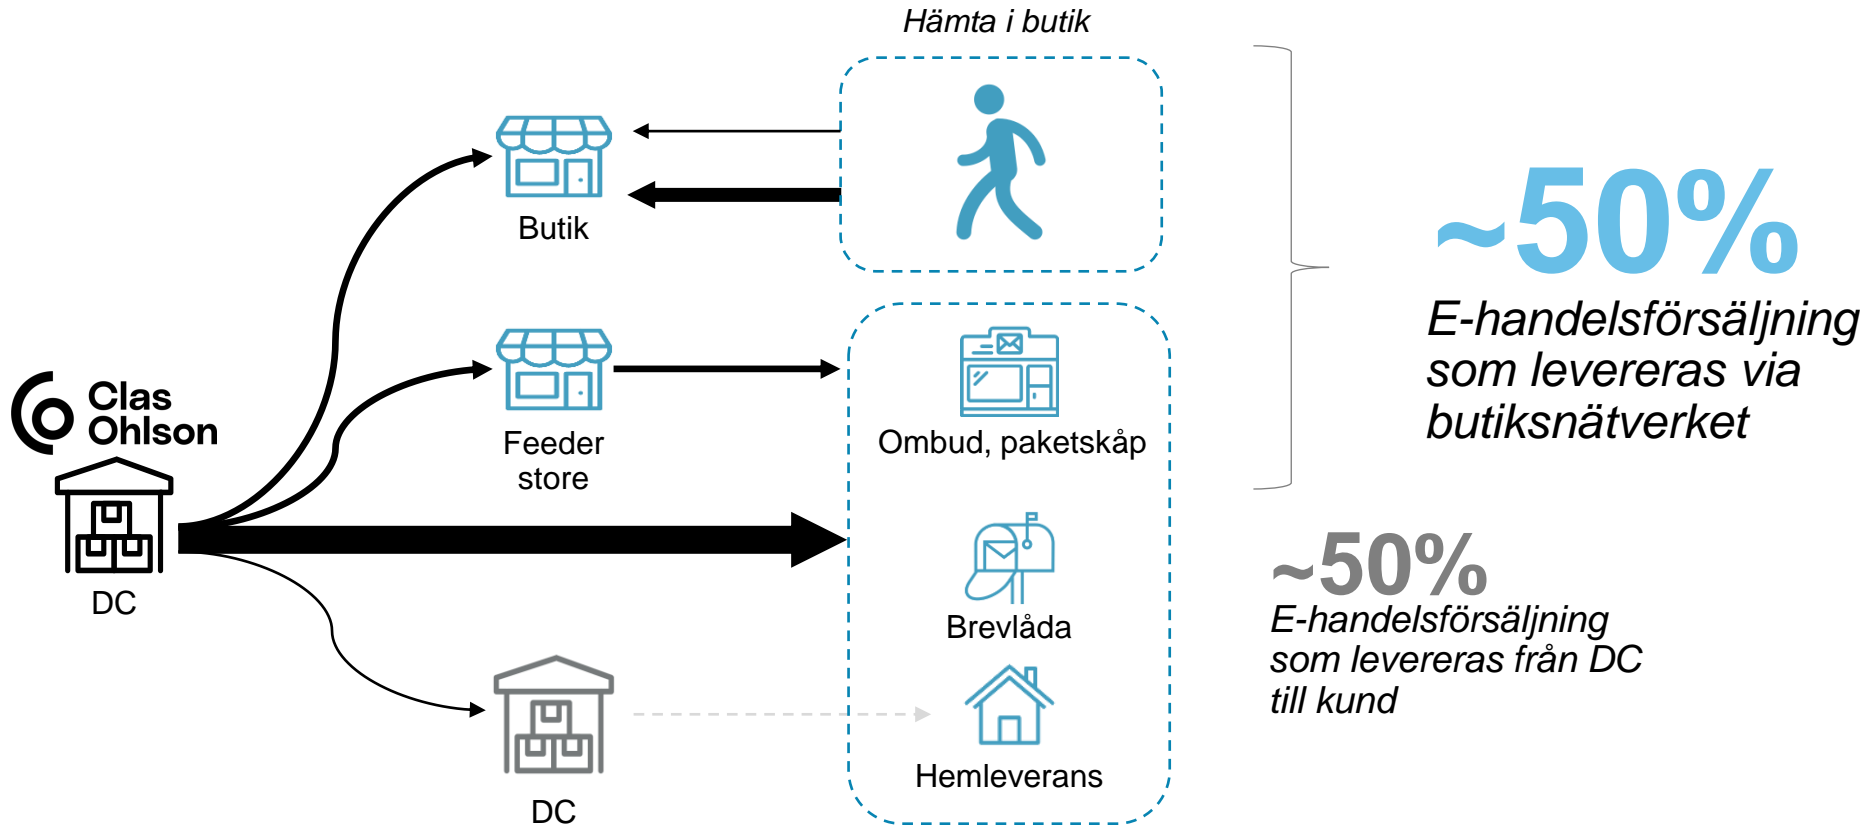 Hämta i butik
Butik
~50%
E-handelsförsäljning
som levereras via
butiksnätverket
Clas
Ohlson
Feeder
store
Ombud, paketskåp
DC
Brevlåda
~50%
E-handelsförsäljning
som levereras från DC
till kund
Hemleverans
DC